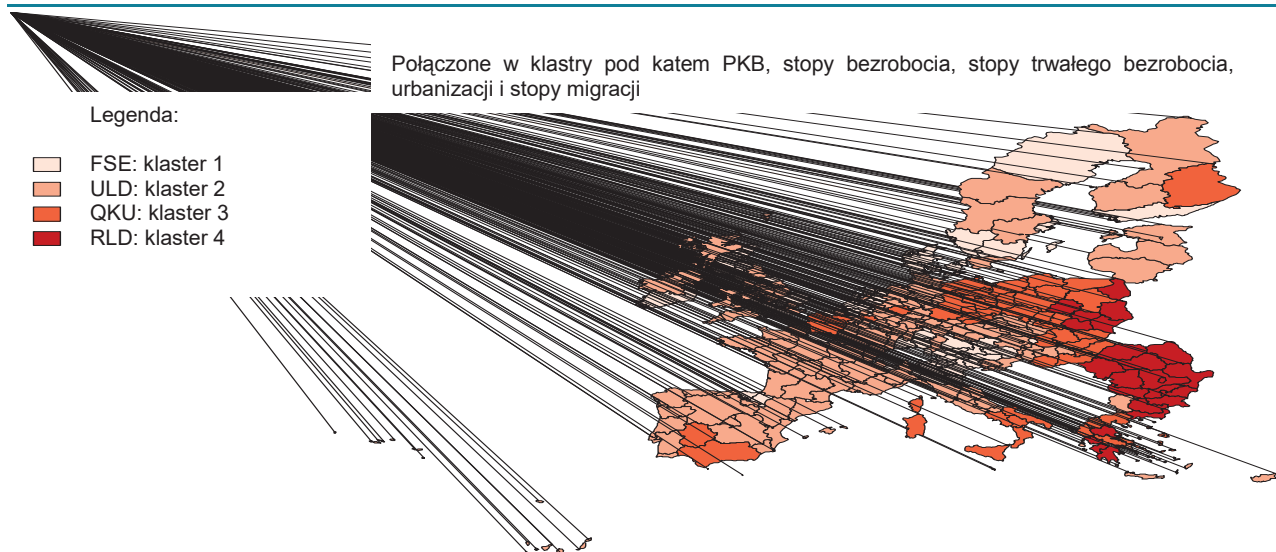 Połączone w klastry pod katem PKB, stopy bezrobocia, stopy trwałego bezrobocia,
urbanizacji i stopy migracji
Legenda:
FSE: klaster 1
ULD: klaster 2
QKU: klaster 3
RLD: klaster 4